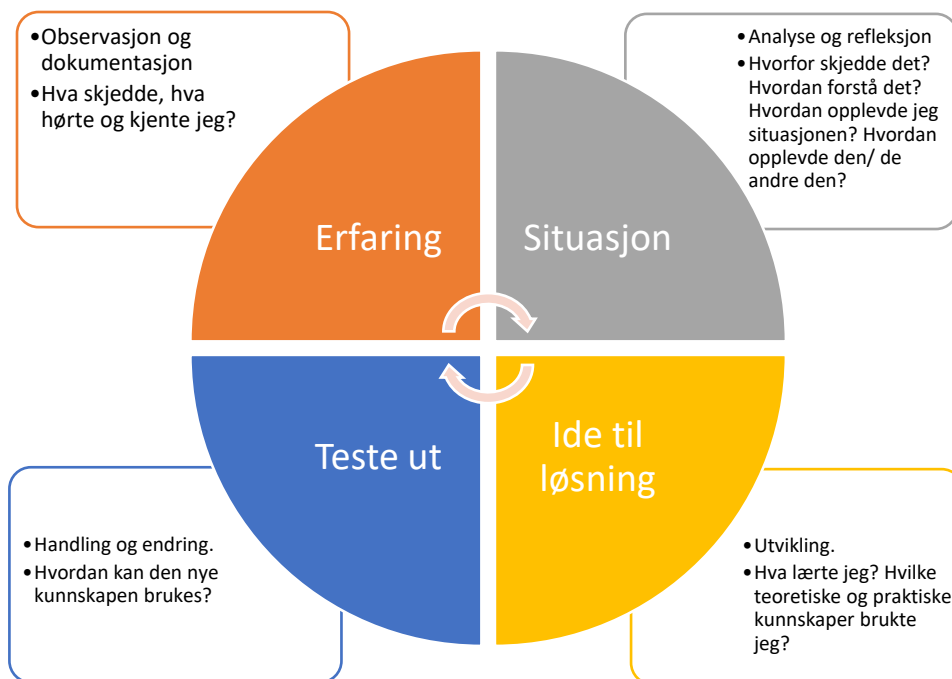 •Observasjon og
dokumentasjon
•Hva skjedde, hva
hørte og kjente jeg?
•Analyse og refleksjon
•Hvorfor skjedde det?
Hvordan forstå det?
Hvordan opplevde jeg
situasjonen? Hvordan
opplevde den/ de
andre den?
Erfaring
Situasjon
Teste ut
Ide til
løsning
•Handling og endring.
•Hvordan kan den nye
kunnskapen brukes?
•Utvikling.
•Hva lærte jeg? Hvilke
teoretiske og praktiske
kunnskaper brukte
jeg?